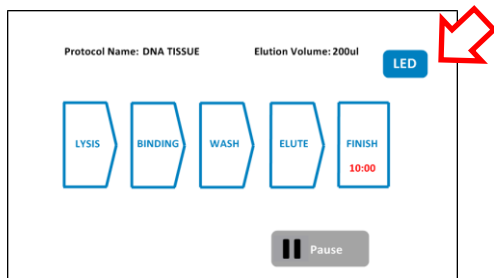 Protocol Name: DNA TISSUE Elution Volume: 200ul
LED
LYSIS BINDING WASH ELUTE FINISH
10:00
Pause